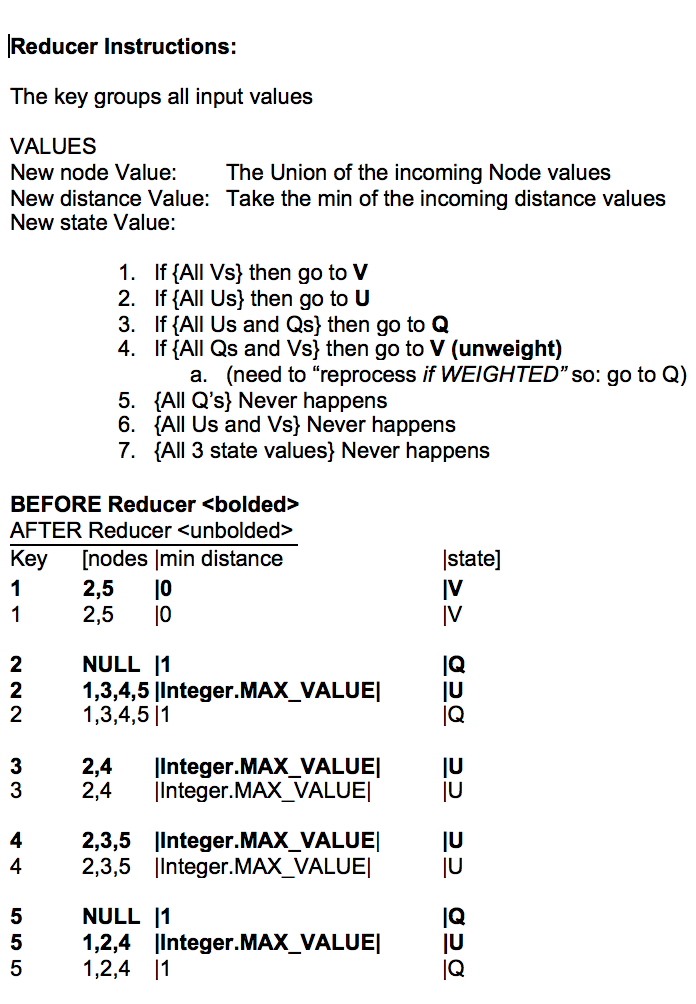 Reducer Instructions:
The key groups all input values
VALUES
New node Value: The Union of the incoming Node values
New distance Value: Take the min of the incoming distance values
New state Value:
1. If {All Vs} then go to V
2. If {All Us} then go to U
3. If {All Us and Qs} then go to Q
4. If {All Qs and Vs} then go to V (unweight)
a. (need to “reprocess if WEIGHTED” so: go to Q)
5. {All Q’s} Never happens
6. {All Us and Vs} Never happens
7. {All 3 state values} Never happens
BEFORE Reducer <bolded>
AFTER Reducer <unbolded>
Key [nodes |min distance |state]
1 2,5 |0 |V
1 2,5 |0 |V
2 NULL |1 |Q
2 1,3,4,5 |Integer.MAX_VALUE| |U
2 1,3,4,5 |1 |Q
3 2,4 |Integer.MAX_VALUE| |U
3 2,4 |Integer.MAX_VALUE| |U
4 2,3,5 |Integer.MAX_VALUE| |U
4 2,3,5 |Integer.MAX_VALUE| |U
5 NULL |1 |Q
5 1,2,4 |Integer.MAX_VALUE| |U
5 1,2,4 |1 |Q